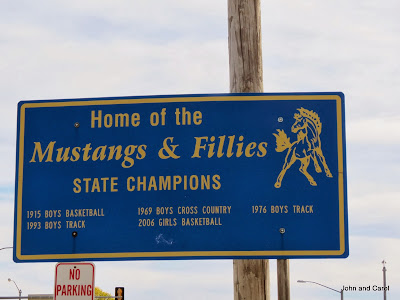 Home of the
Mustangs & Fillies
STATE CHAMPIONS
1915 BOYS BASKETBALL 1969 BOYS CROSS COUNTRY 1976 BOYS TRACK
1993 BOYS TRACK 2006 GIRLS BASKETBALL
NO
PARKING
John and Carol